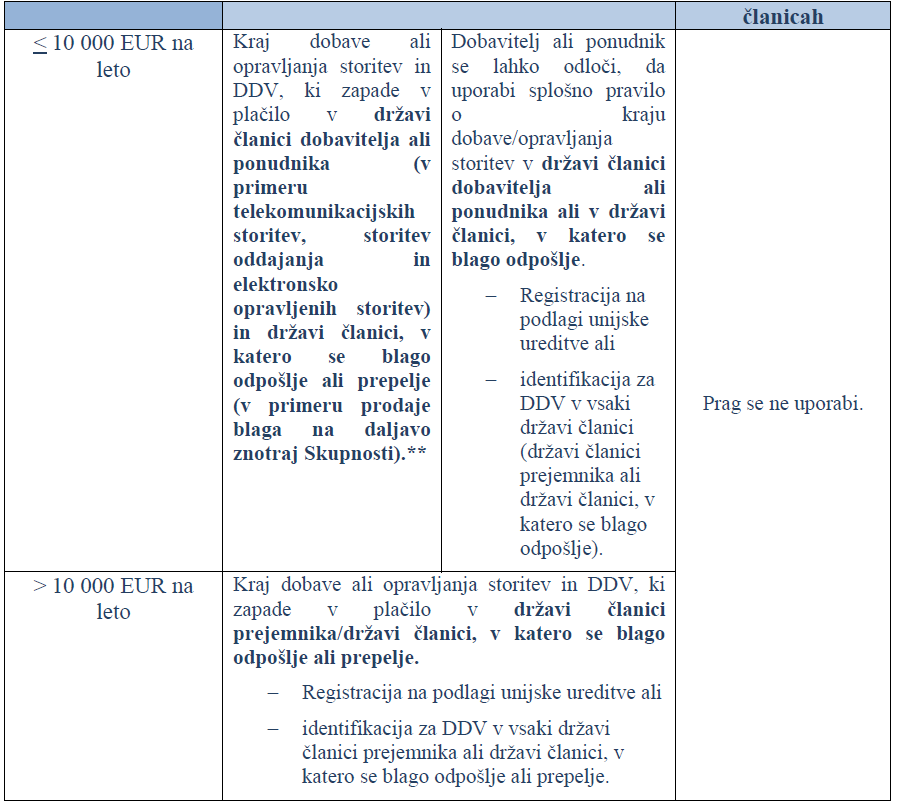 članicah
≤ 10 000 EUR na
leto
Kraj dobave ali
opravljanja storitev in
DDV, ki zapade v
plačilo v državi
članici dobavitelja ali
ponudnika (v
primeru
telekomunikacijskih
storitev, storitev
oddajanja in
elektronsko
opravljenih storitev)
in državi članici, v
katero se blago
odpošlje ali prepelje
(v primeru prodaje
blaga na daljavo
znotraj Skupnosti).**
Dobavitelj ali ponudnik
se lahko odloči, da
uporabi splošno pravilo
o kraju
dobave/opravljanja
storitev v državi članici
dobavitelja ali
ponudnika ali v državi
članici, v katero se
blago odpošlje.
– Registracija na
podlagi unijske
ureditve ali
– identifikacija za
DDV v vsaki
državi članici
(državi članici
prejemnika ali
državi članici, v
katero se blago
odpošlje).
Prag se ne uporabi.
> 10 000 EUR na
leto
Kraj dobave ali opravljanja storitev in DDV, ki
zapade v plačilo v državi članici
prejemnika/državi članici, v katero se blago
odpošlje ali prepelje.
– Registracija na podlagi unijske ureditve ali
– identifikacija za DDV v vsaki državi
članici prejemnika ali državi članici, v
katero se blago odpošlje ali prepelje.